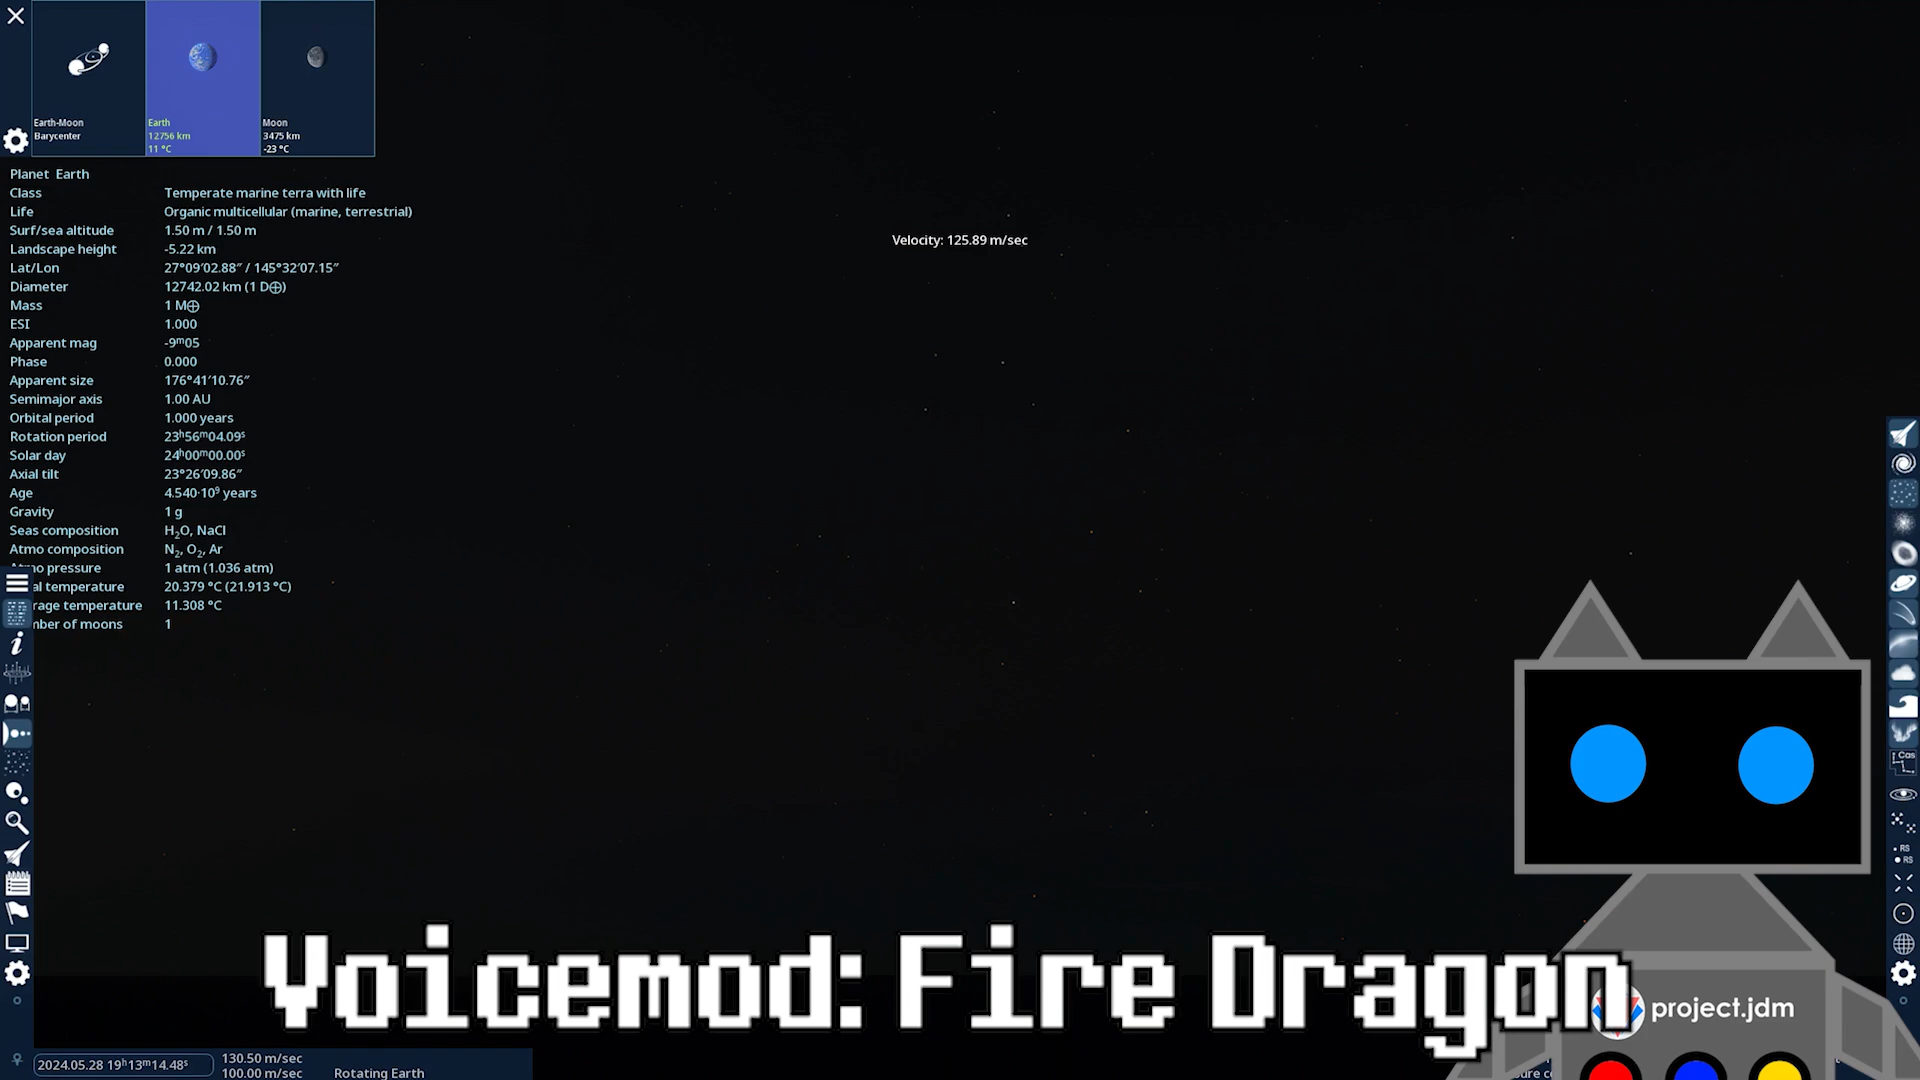 Earth-Moon
Barycenter
Earth
12756 km
11 °C
Moon
3475 km
-23 °C
Planet Earth
Class Temperate marine terra with life
Life Organic multicellular (marine, terrestrial)
Surf/sea altitude 1.50 m / 1.50 m
Landscape height -5.22 km
Lat/Lon 27°09′02.88″ / 145°32′07.15″
Diameter 12742.02 km (1 D⊕)
Mass 1 M⊕
ESI 1.000
Apparent mag -9ᵐ05
Phase 0.000
Apparent size 176°41′10.76″
Semimajor axis 1.00 AU
Orbital period 1.000 years
Rotation period 23ʰ56ᵐ04.09ˢ
Solar day 24ʰ00ᵐ00.00ˢ
Axial tilt 23°26′09.86″
Age 4.540·10⁹ years
Gravity 1 g
Seas composition H₂O, NaCl
Atmo composition N₂, O₂, Ar
Atmo pressure 1 atm (1.036 atm)
al temperature 20.379 °C (21.913 °C)
rage temperature 11.308 °C
mber of moons 1
Velocity: 125.89 m/sec
Cas
RS
RS
Voicemod: Fire Dragon
project.jdm
2024.05.28 19ʰ13ᵐ14.48ˢ
130.50 m/sec
100.00 m/sec
Rotating Earth